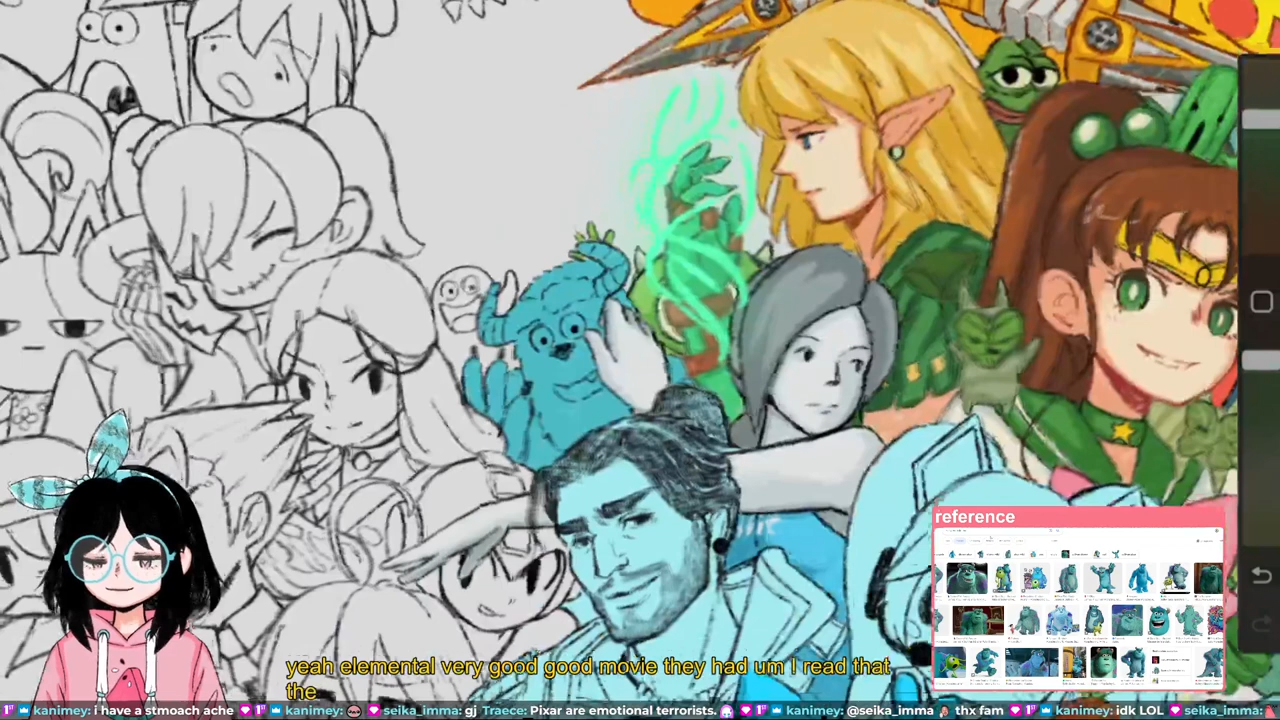 reference
yeah elemental very good good movie they had um I read that
the
kanimey: i have a stmoach ache kanimey: seika_imma: gj Traece: Pixar are emotional terrorists. kanimey: @seika_imma thx fam kanimey: idk LOL seika_imma: